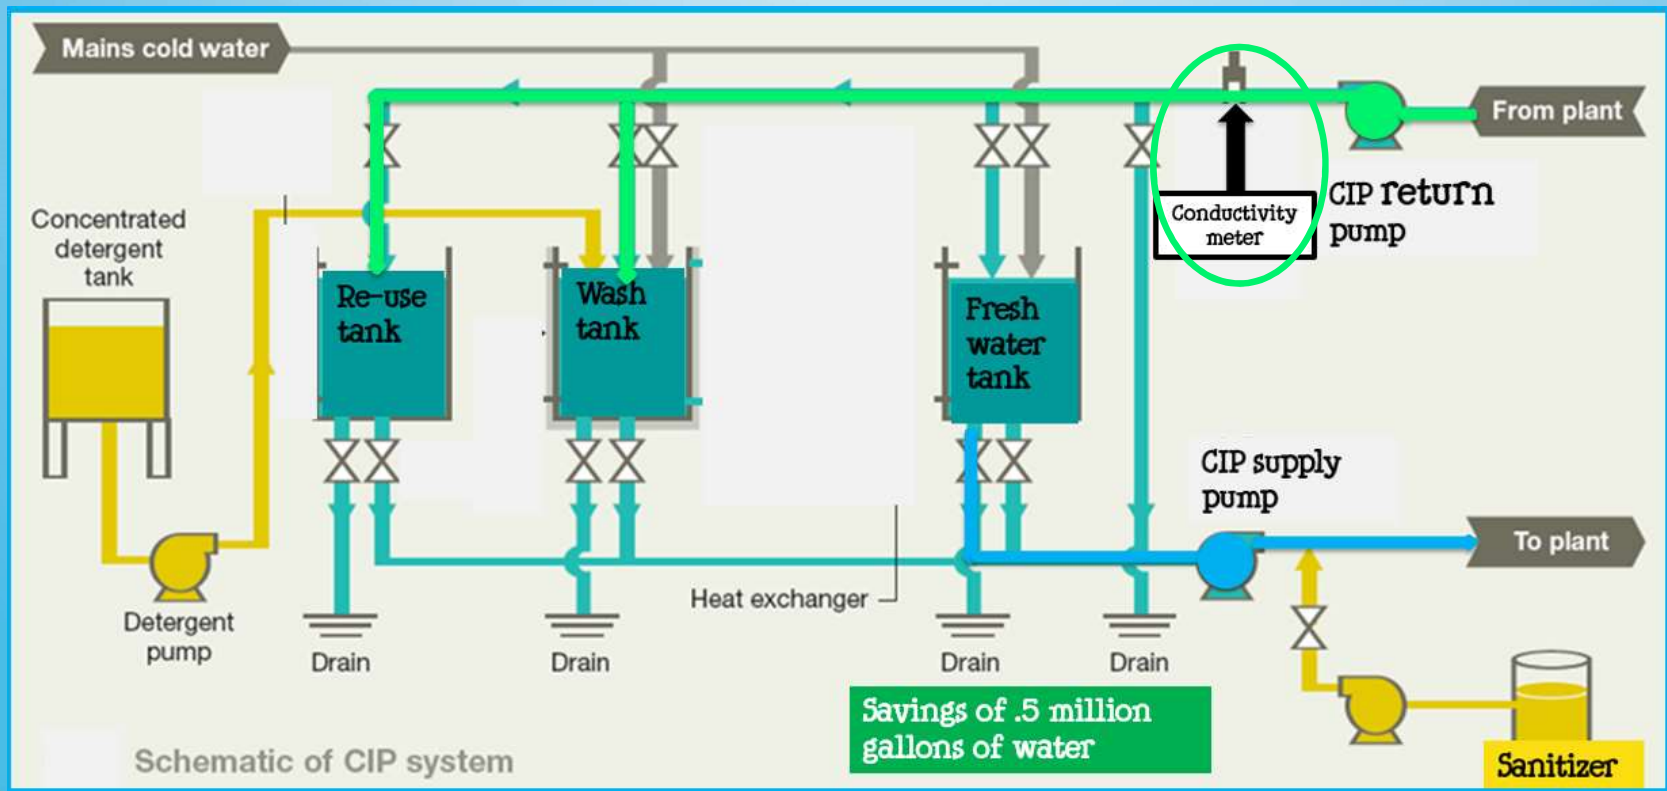 Mains cold water
From plant
Conductivity
meter
CIP return
pump
Concentrated
detergent
tank
Re-use
tank
Wash
tank
Fresh
water
tank
CIP supply
pump
To plant
Heat exchanger
Detergent
pump
Drain
Drain
Drain
Drain
Savings of .5 million
gallons of water
Schematic of CIP system
Sanitizer